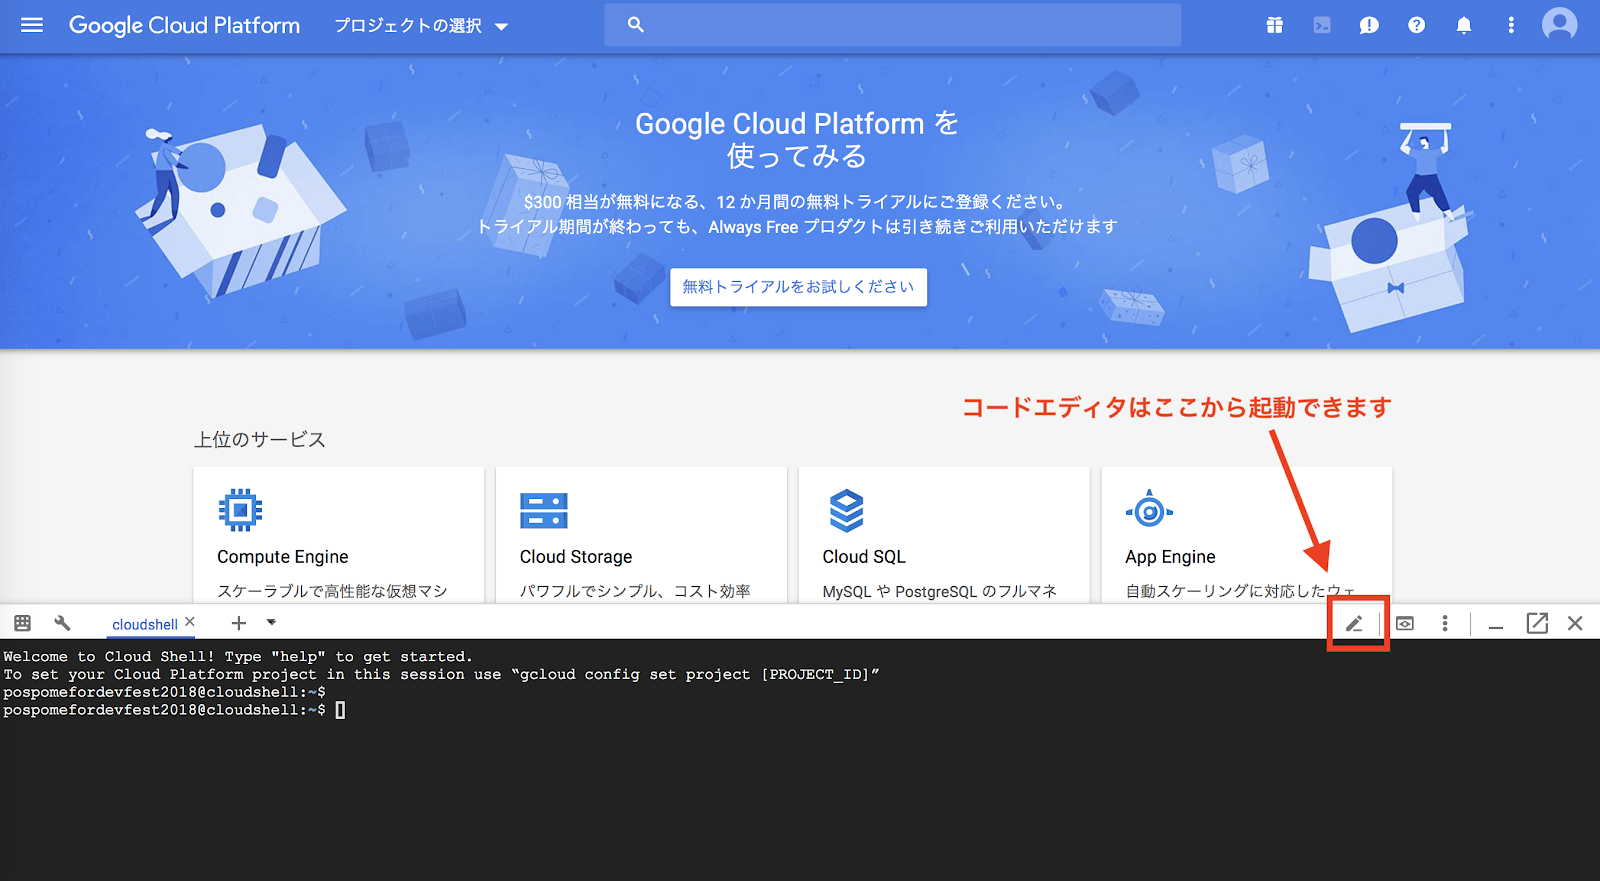 Google Cloud Platform プロジェクトの選択
Google Cloud Platform を
使ってみる
$300 相当が無料になる、12 か月間の無料トライアルにご登録ください。
トライアル期間が終わっても、Always Free プロダクトは引き続きご利用いただけます
無料トライアルをお試しください
コードエディタはここから起動できます
上位のサービス
Compute Engine
スケーラブルで高性能な仮想マシ
Cloud Storage
パワフルでシンプル、コスト効率
Cloud SQL
MySQL や PostgreSQL のフルマネ
App Engine
自動スケーリングに対応したウェ
cloudshell
Welcome to Cloud Shell! Type "help" to get started.
To set your Cloud Platform project in this session use “gcloud config set project [PROJECT_ID]”
pospomefordevfest2018@cloudshell:~$
pospomefordevfest2018@cloudshell:~$